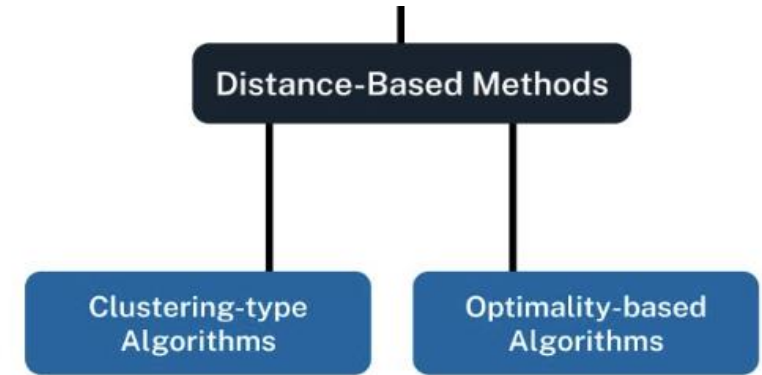 Distance-Based Methods
Clustering-type
Algorithms
Optimality-based
Algorithms